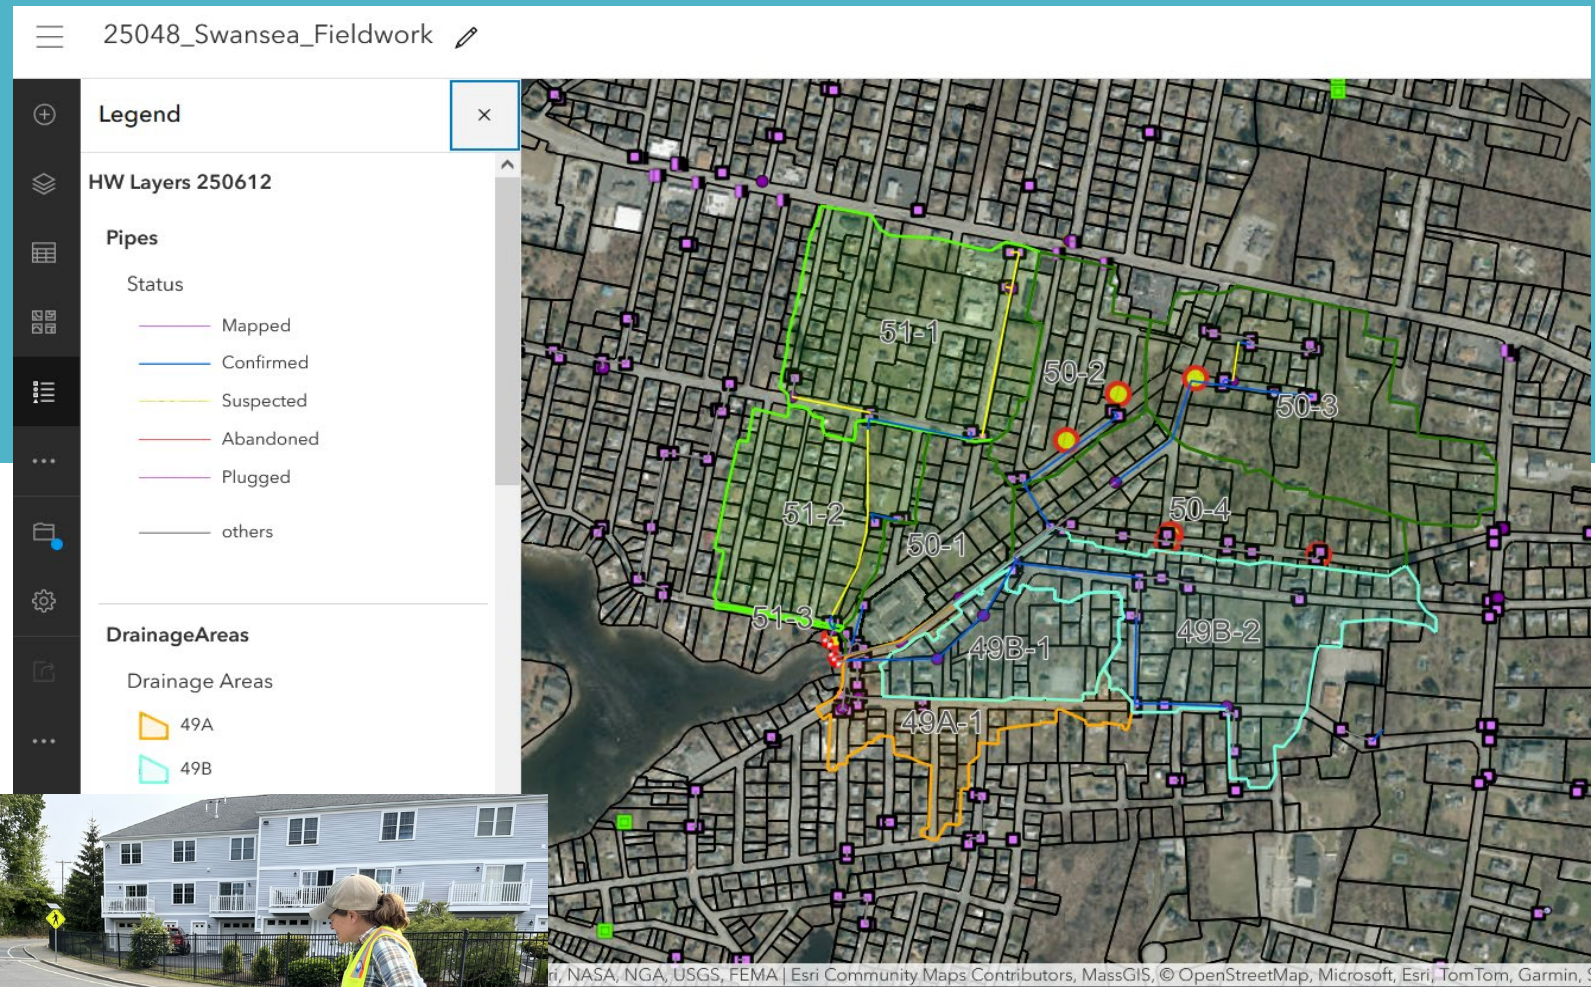 25048_Swansea_Fieldwork
Legend
HW Layers 250612
Pipes
Status
Mapped
Confirmed
Suspected
Abandoned
Plugged
others
DrainageAreas
Drainage Areas
49A
49B
51-1
50-2
50-3
51-2
50-4
50-1
51-3
49B-1
49B-2
49A-1
NASA, NGA, USGS, FEMA | Esri Community Maps Contributors, MassGIS, © OpenStreetMap, Microsoft, Esri, TomTom, Garmin,